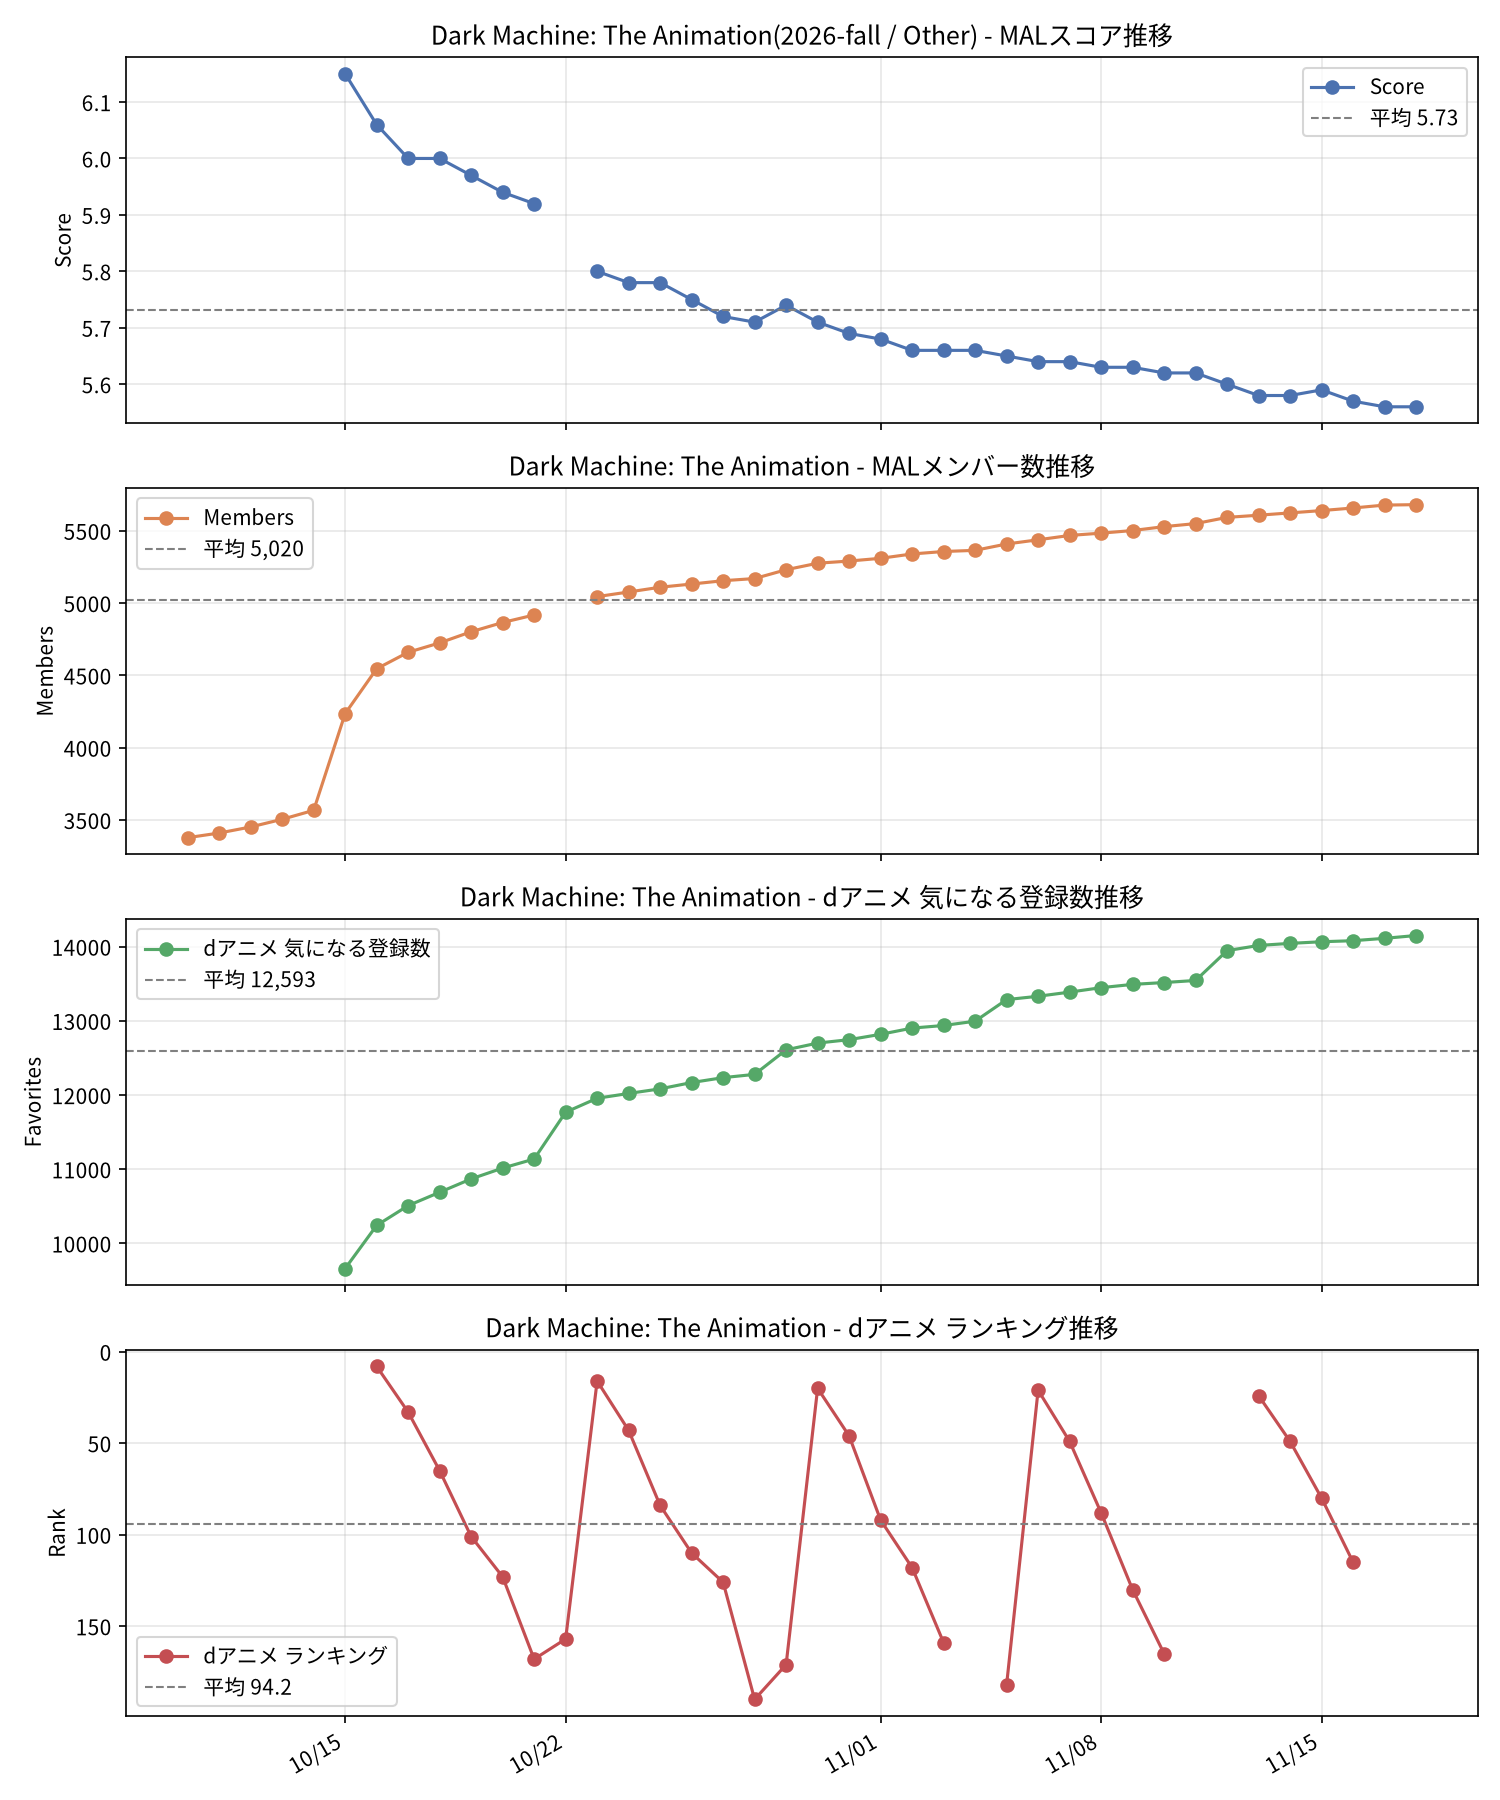 Dark Machine: The Animation(2026-fall / Other) - MALスコア推移
Score
6.1
6.0
5.9
5.8
5.7
5.6
Score
平均 5.73
Dark Machine: The Animation - MALメンバー数推移
Members
5500
5000
4500
4000
3500
Members
平均 5,020
Dark Machine: The Animation - dアニメ 気になる登録数推移
Favorites
14000
13000
12000
11000
10000
dアニメ 気になる登録数
平均 12,593
Dark Machine: The Animation - dアニメ ランキング推移
Rank
0
50
100
150
dアニメ ランキング
平均 94.2
10/15
10/22
11/01
11/08
11/15